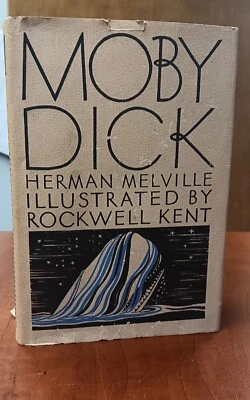 MOBY
DICK
HERMAN MELVILLE
ILLUSTRATED BY
ROCKWELL KENT